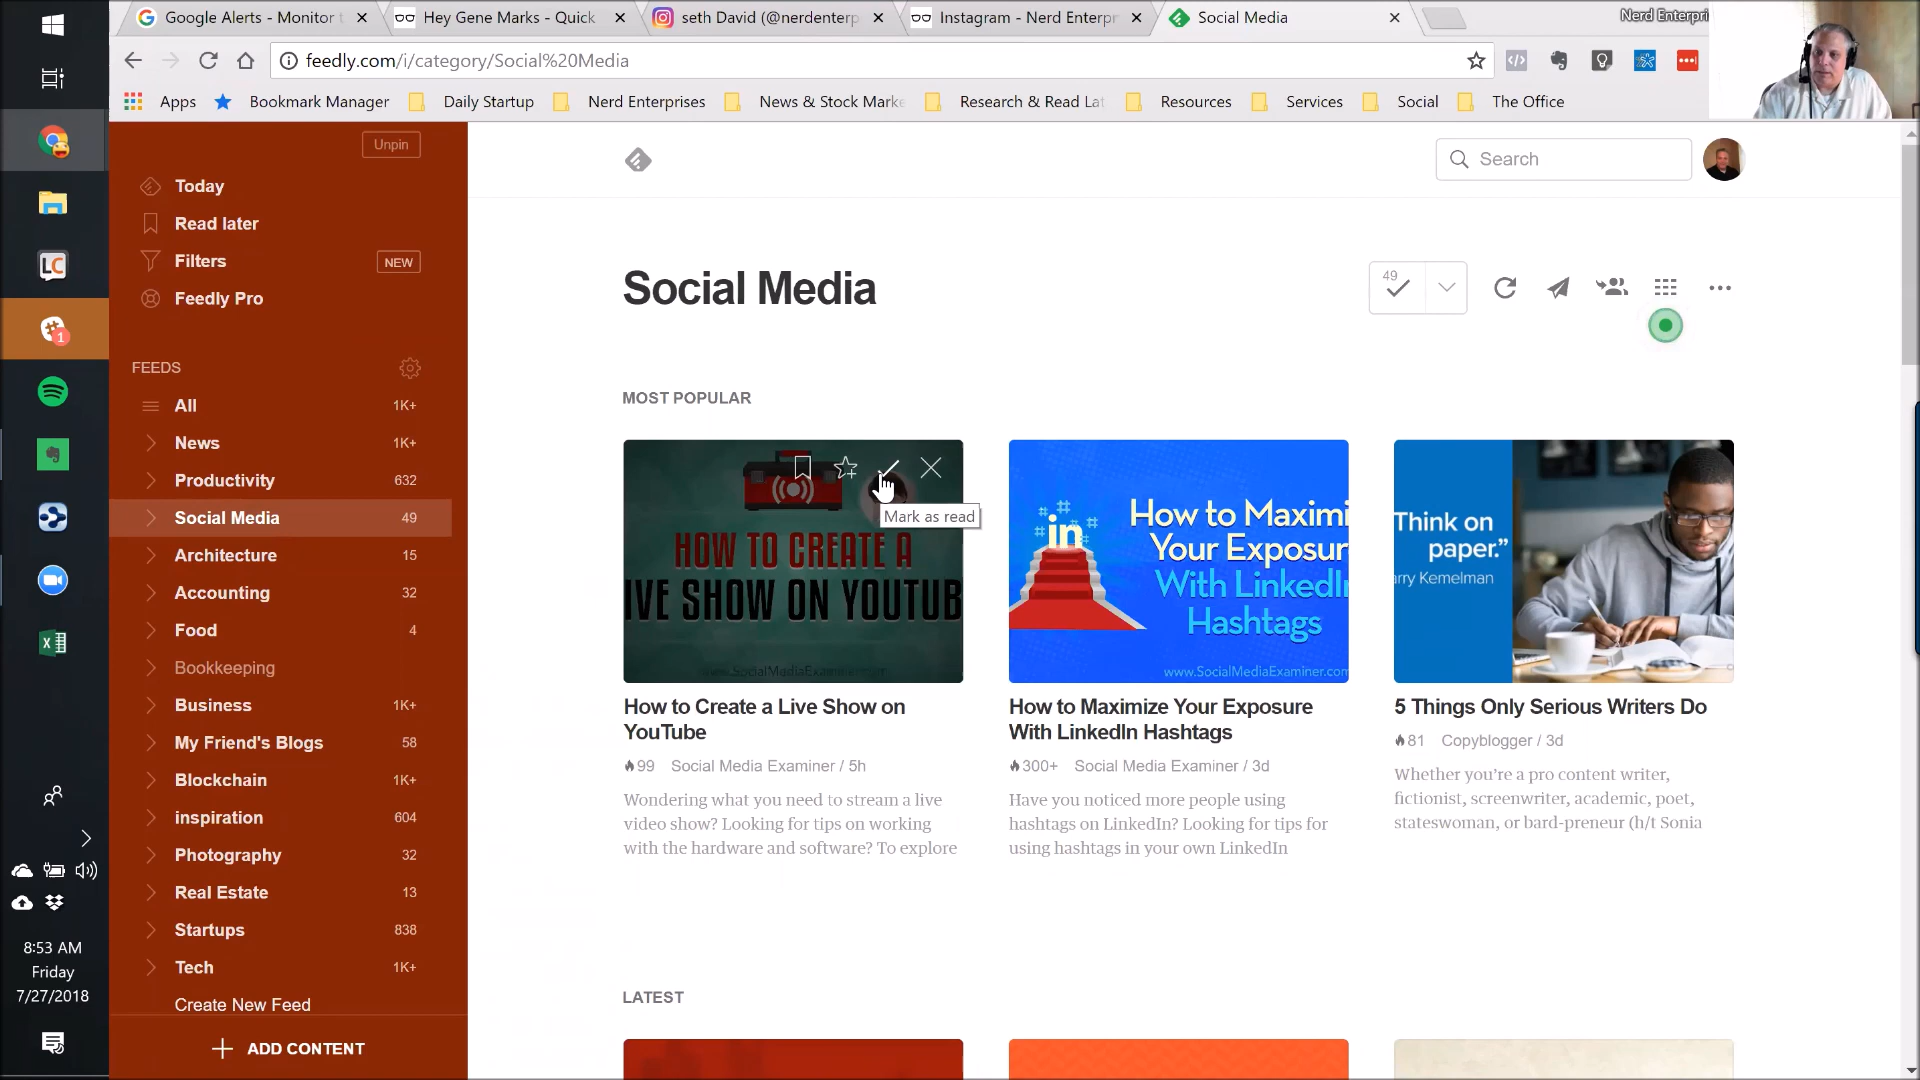 Google Alerts - Monitor t
Hey Gene Marks - Quick
seth David (@nerdenterp
Instagram - Nerd Enterpr
Social Media
Nerd Enterpri
feedly.com/i/category/Social%20Media
Apps
Bookmark Manager
Daily Startup
Nerd Enterprises
News & Stock Marke
Research & Read Lat
Resources
Services
Social
The Office
Unpin
Today
Read later
Filters
NEW
Feedly Pro
FEEDS
All 1K+
News 1K+
Productivity 632
Social Media 49
Architecture 15
Accounting 32
Food 4
Bookkeeping
Business 1K+
My Friend's Blogs 58
Blockchain 1K+
inspiration 604
Photography 32
Real Estate 13
Startups 838
Tech 1K+
Create New Feed
ADD CONTENT
LC
1
8:53 AM
Friday
7/27/2018
Search
Social Media
49
MOST POPULAR
Mark as read
HOW TO CREATE A
IVE SHOW ON YOUTUB
www.SocialMediaExaminer
How to Create a Live Show on
YouTube
99 Social Media Examiner / 5h
Wondering what you need to stream a live
video show? Looking for tips on working
with the hardware and software? To explore
in
How to Maximi
Your Exposur
With LinkedIn
Hashtags
www.SocialMediaExaminer.com
How to Maximize Your Exposure
With LinkedIn Hashtags
300+ Social Media Examiner / 3d
Have you noticed more people using
hashtags on LinkedIn? Looking for tips for
using hashtags in your own LinkedIn
Think on
paper.”
arry Kemelman
5 Things Only Serious Writers Do
81 Copyblogger / 3d
Whether you’re a pro content writer,
fictionist, screenwriter, academic, poet,
stateswoman, or bard-preneur (h/t Sonia
LATEST